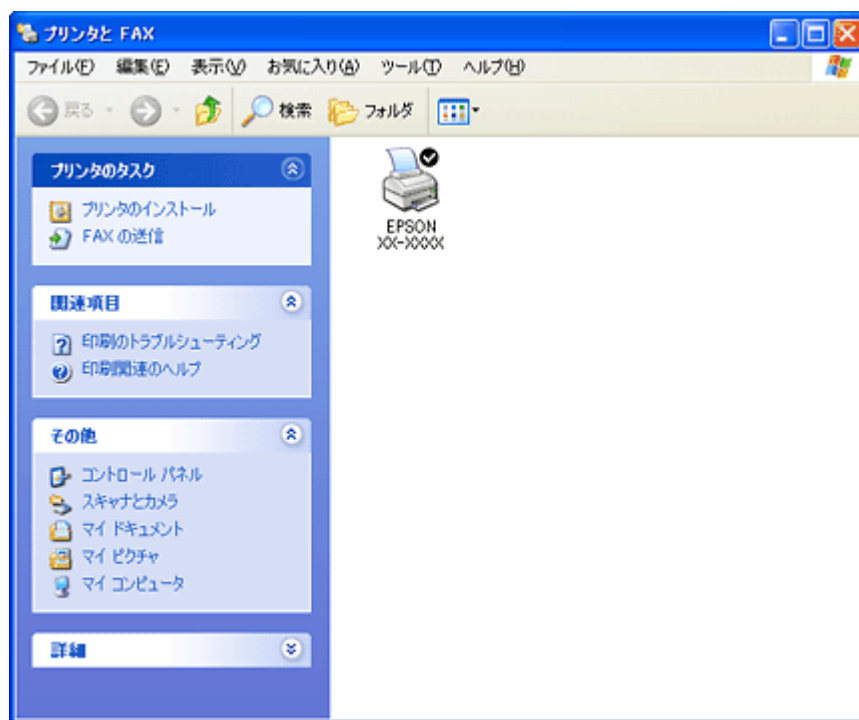 プリンタと FAX
ファイル(F) 編集(E) 表示(V) お気に入り(A) ツール(T) ヘルプ(H)
戻る 検索 フォルダ
プリンタのタスク
プリンタのインストール
FAX の送信
関連項目
印刷のトラブルシューティング
印刷関連のヘルプ
その他
コントロール パネル
スキャナとカメラ
マイ ドキュメント
マイ ピクチャ
マイ コンピュータ
詳細
EPSON
XX-XXXX